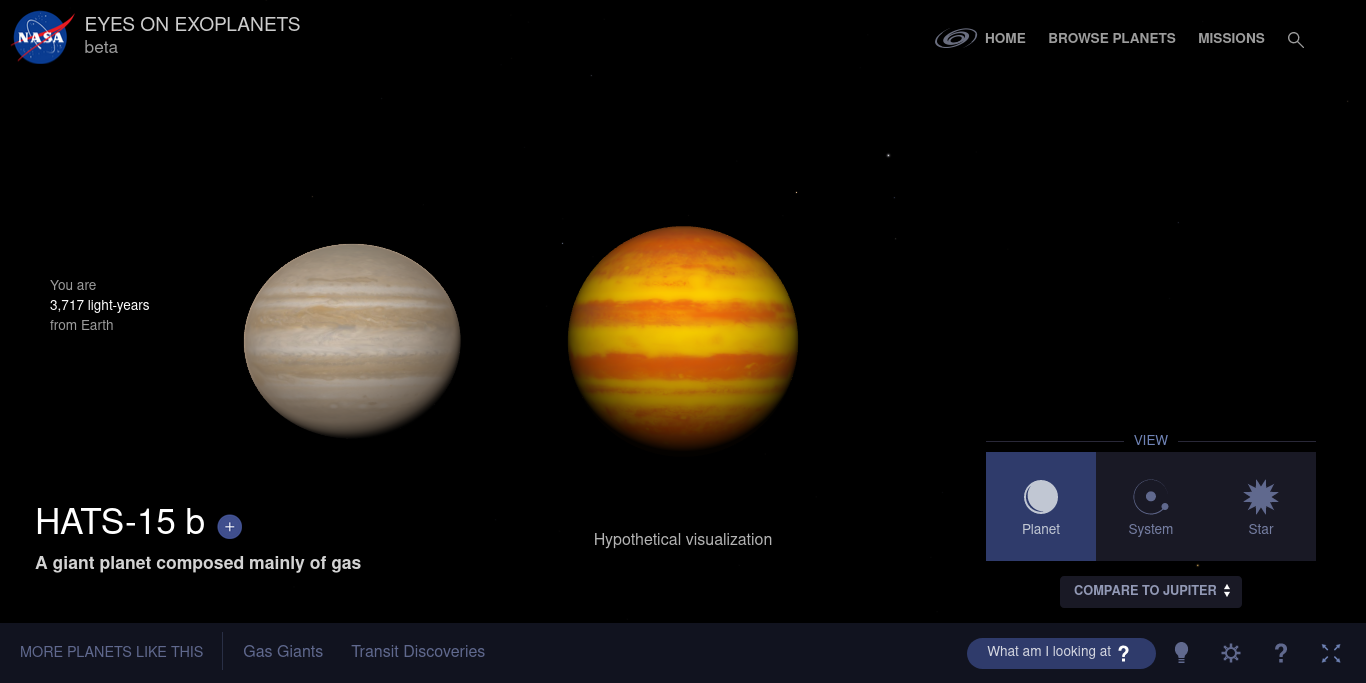 NASA
EYES ON EXOPLANETS
beta
HOME
BROWSE PLANETS
MISSIONS
You are
3,717 light-years
from Earth
VIEW
Planet
System
Star
HATS-15 b +
A giant planet composed mainly of gas
Hypothetical visualization
COMPARE TO JUPITER
MORE PLANETS LIKE THIS
Gas Giants
Transit Discoveries
What am I looking at ?
?